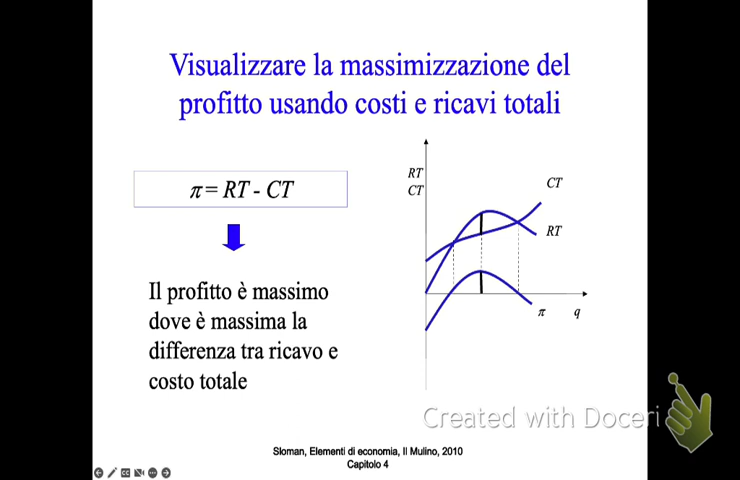 Visualizzare la massimizzazione del
profitto usando costi e ricavi totali
π = RT - CT
Il profitto è massimo
dove è massima la
differenza tra ricavo e
costo totale
RT
CT
CT
RT
π
q
Created with Doceri
Sloman, Elementi di economia, Il Mulino, 2010
Capitolo 4